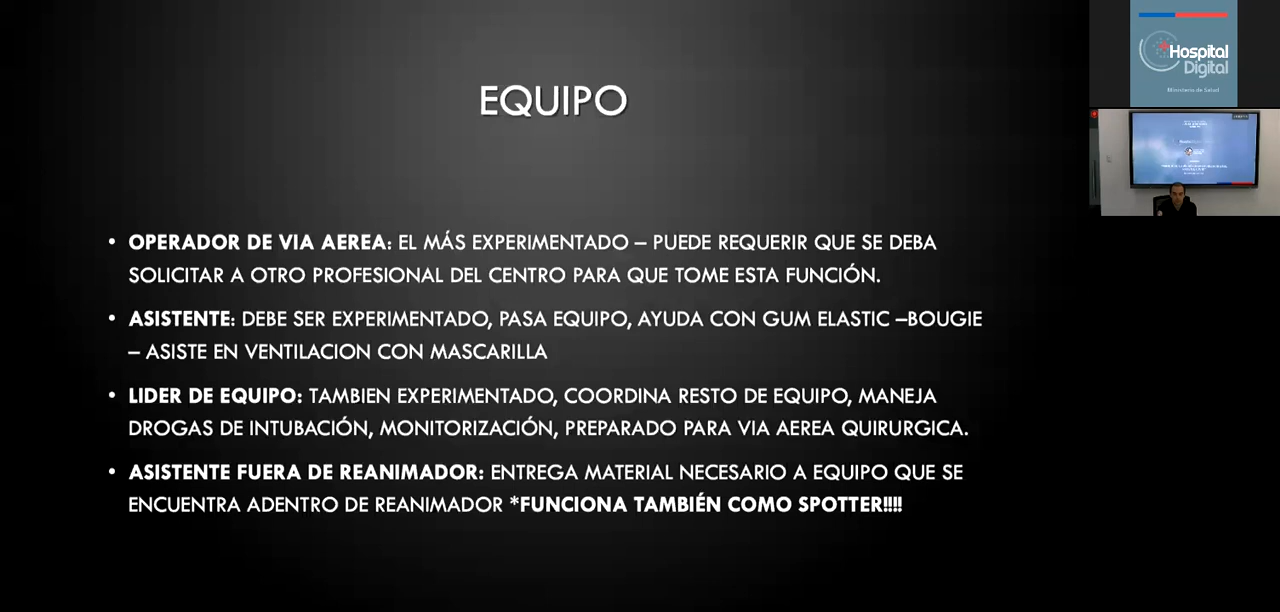 EQUIPO
• OPERADOR DE VIA AEREA: EL MÁS EXPERIMENTADO – PUEDE REQUERIR QUE SE DEBA
SOLICITAR A OTRO PROFESIONAL DEL CENTRO PARA QUE TOME ESTA FUNCIÓN.
• ASISTENTE: DEBE SER EXPERIMENTADO, PASA EQUIPO, AYUDA CON GUM ELASTIC –BOUGIE
– ASISTE EN VENTILACION CON MASCARILLA
• LIDER DE EQUIPO: TAMBIEN EXPERIMENTADO, COORDINA RESTO DE EQUIPO, MANEJA
DROGAS DE INTUBACIÓN, MONITORIZACIÓN, PREPARADO PARA VIA AEREA QUIRURGICA.
• ASISTENTE FUERA DE REANIMADOR: ENTREGA MATERIAL NECESARIO A EQUIPO QUE SE
ENCUENTRA ADENTRO DE REANIMADOR *FUNCIONA TAMBIÉN COMO SPOTTER!!!!
Hospital
Digital
Ministerio de Salud